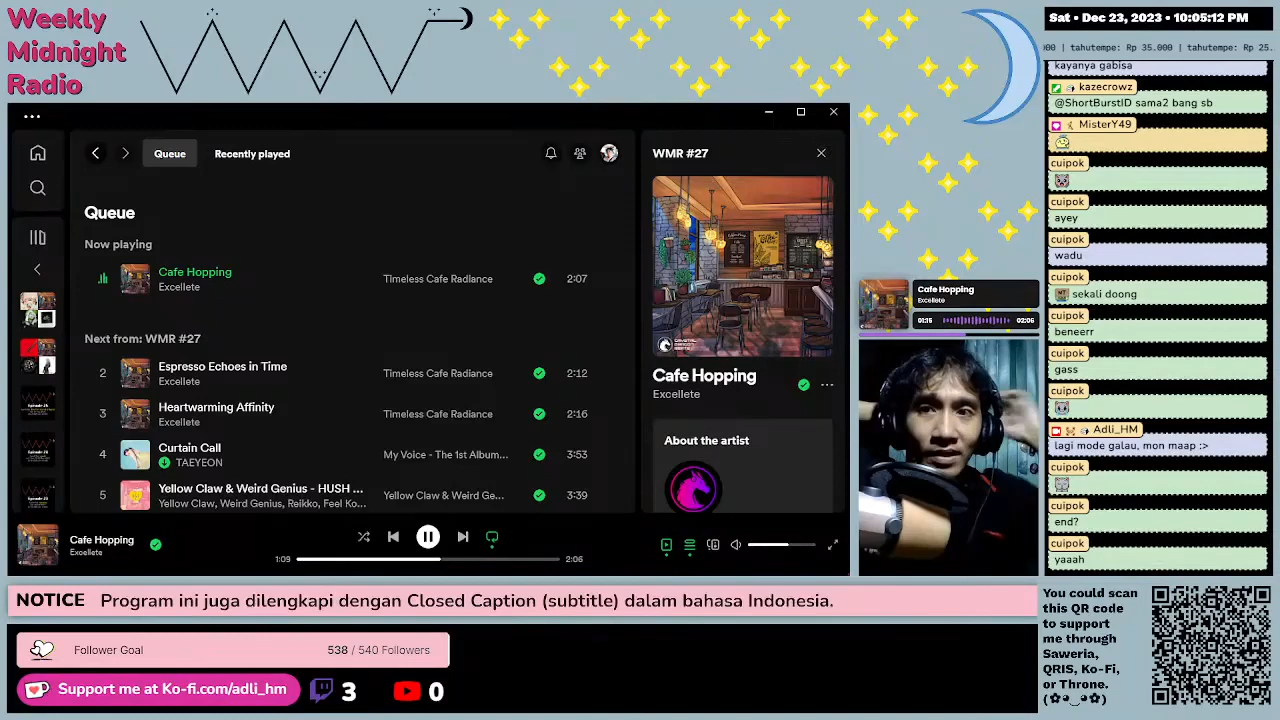 Weekly
Midnight
Radio
Sat • Dec 23, 2023 • 10:05:12 PM
000 | tahutempe: Rp 35.000 | tahutempe: Rp 25.
kayanya gabisa
kazecrowz
@ShortBurstID sama2 bang sb
MisterY49
cuipok
cuipok
ayey
cuipok
wadu
cuipok
sekali doong
cuipok
beneerr
cuipok
gass
cuipok
Adli_HM
lagi mode galau, mon maap :>
cuipok
cuipok
end?
cuipok
yaaah
Queue
Recently played
WMR #27
Queue
Now playing
Cafe Hopping
Excellete
Timeless Cafe Radiance
2:07
Next from: WMR #27
2
Espresso Echoes in Time
Excellete
Timeless Cafe Radiance
2:12
3
Heartwarming Affinity
Excellete
Timeless Cafe Radiance
2:16
4
Curtain Call
TAEYEON
My Voice - The 1st Album...
3:53
5
Yellow Claw & Weird Genius - HUSH ...
Yellow Claw, Weird Genius, Reikko, Feel Ko...
Yellow Claw & Weird Ge...
3:39
Cafe Hopping
Excellete
About the artist
Cafe Hopping
Excellete
1:09
2:06
Cafe Hopping
Excellete
01:15
02:06
NOTICE Program ini juga dilengkapi dengan Closed Caption (subtitle) dalam bahasa Indonesia.
Follower Goal
538 / 540 Followers
Support me at Ko-fi.com/adli_hm
3
0
You could scan
this QR code
to support
me through
Saweria,
QRIS, Ko-Fi,
or Throne.
(✿◕‿◕✿)